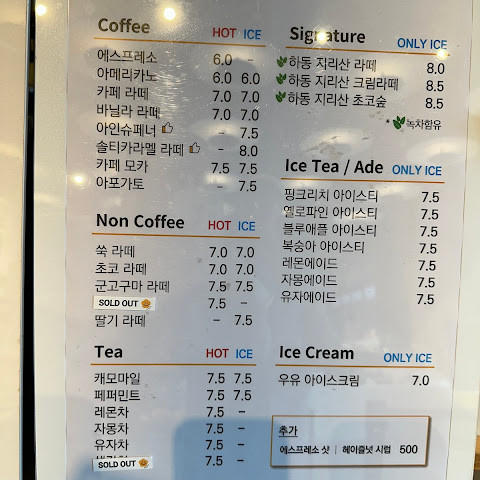 Coffee HOT ICE
에스프레소 6.0 –
아메리카노 6.0 6.0
카페 라떼 7.0 7.0
바닐라 라떼 7.0 7.0
아인슈페너 - 7.5
솔티카라멜 라떼 - 8.0
카페 모카 7.5 7.5
아포가토 - 7.5
Non Coffee HOT ICE
쑥 라떼 7.0 7.0
초코 라떼 7.0 7.0
군고구마 라떼 7.5 7.5
SOLD OUT 7.5 –
딸기 라떼 – 7.5
Tea HOT ICE
캐모마일 7.5 7.5
페퍼민트 7.5 7.5
레몬차 7.5 -
자몽차 7.5 -
유자차 7.5 -
SOLD OUT 7.5 -
Signature ONLY ICE
하동 지리산 라떼 8.0
하동 지리산 크림라떼 8.5
하동 지리산 초코숲 8.5
* 녹차함유
Ice Tea / Ade ONLY ICE
핑크리치 아이스티 7.5
옐로파인 아이스티 7.5
블루애플 아이스티 7.5
복숭아 아이스티 7.5
레몬에이드 7.5
자몽에이드 7.5
유자에이드 7.5
Ice Cream ONLY ICE
우유 아이스크림 7.0
추가
에스프레소 샷 | 헤이즐넛 시럽 500